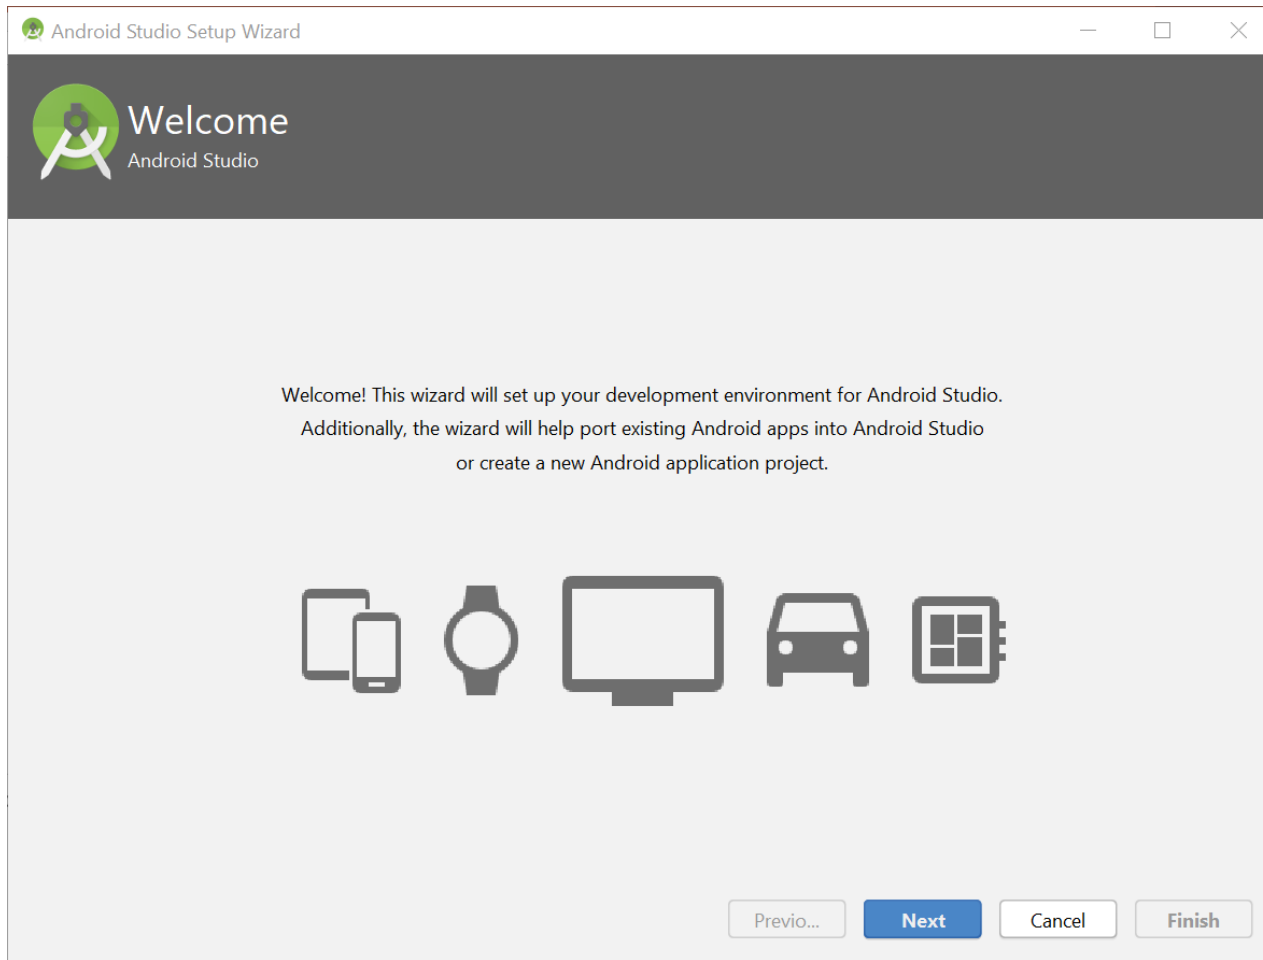 Android Studio Setup Wizard
Welcome
Android Studio
Welcome! This wizard will set up your development environment for Android Studio.
Additionally, the wizard will help port existing Android apps into Android Studio
or create a new Android application project.
Previo... Next Cancel Finish